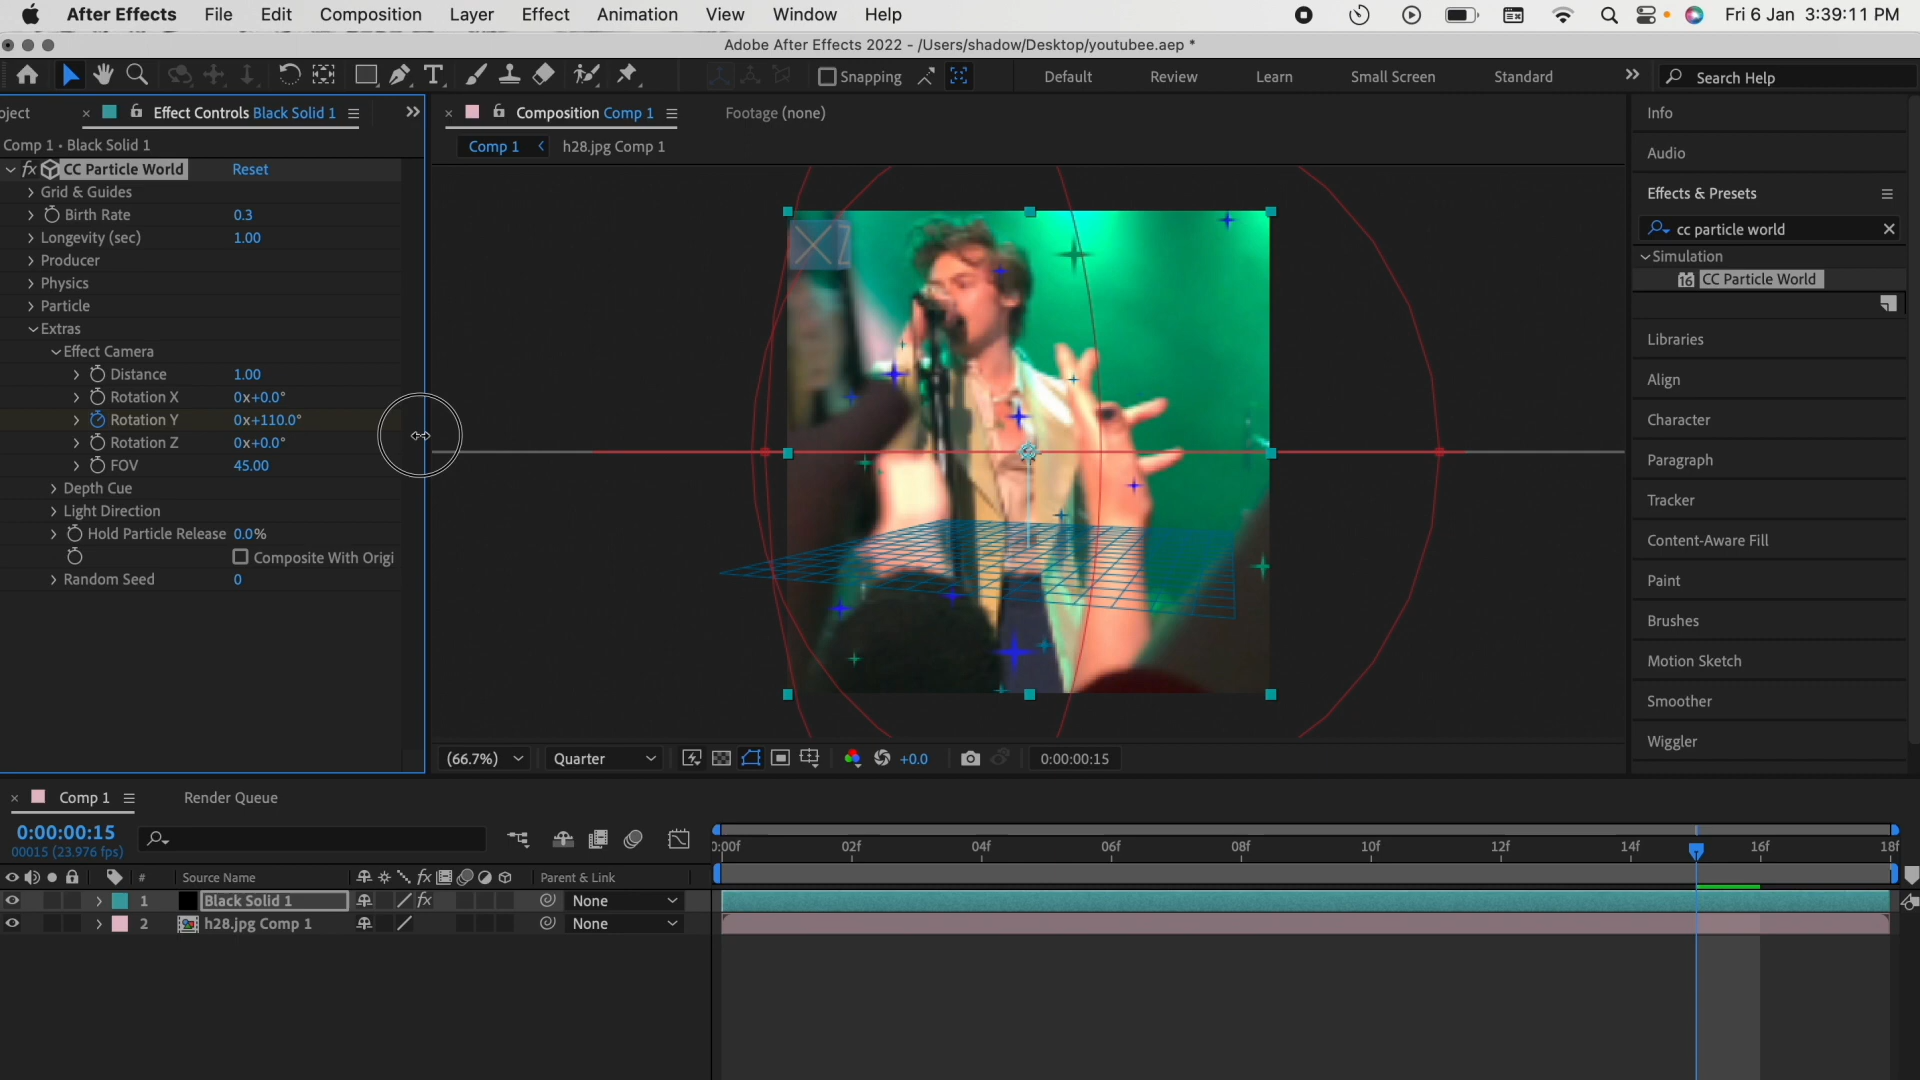 After Effects File Edit Composition Layer Effect Animation View Window Help Fri 6 Jan 3:39:11 PM
Adobe After Effects 2022 - /Users/shadow/Desktop/youtubee.aep *
T Snapping Default Review Learn Small Screen Standard » Search Help
oject × Effect Controls Black Solid 1 » × Composition Comp 1 Footage (none)
Comp 1 • Black Solid 1
Comp 1 < h28.jpg Comp 1
fx CC Particle World Reset
Grid & Guides
Birth Rate 0.3
Longevity (sec) 1.00
Producer
Physics
Particle
Extras
Effect Camera
Distance 1.00
Rotation X 0x+0.0°
Rotation Y 0x+110.0°
Rotation Z 0x+0.0°
FOV 45.00
Depth Cue
Light Direction
Hold Particle Release 0.0%
Composite With Origi
Random Seed 0
XZ
Info
Audio
Effects & Presets
cc particle world ×
Simulation
16 CC Particle World
Libraries
Align
Character
Paragraph
Tracker
Content-Aware Fill
Paint
Brushes
Motion Sketch
Smoother
Wiggler
(66.7%) Quarter +0.0 0:00:00:15
× Comp 1 Render Queue
0:00:00:15
00015 (23.976 fps)
:00f 02f 04f 06f 08f 10f 12f 14f 16f 18f
# Source Name fx Parent & Link
1 Black Solid 1 fx None
2 h28.jpg Comp 1 None